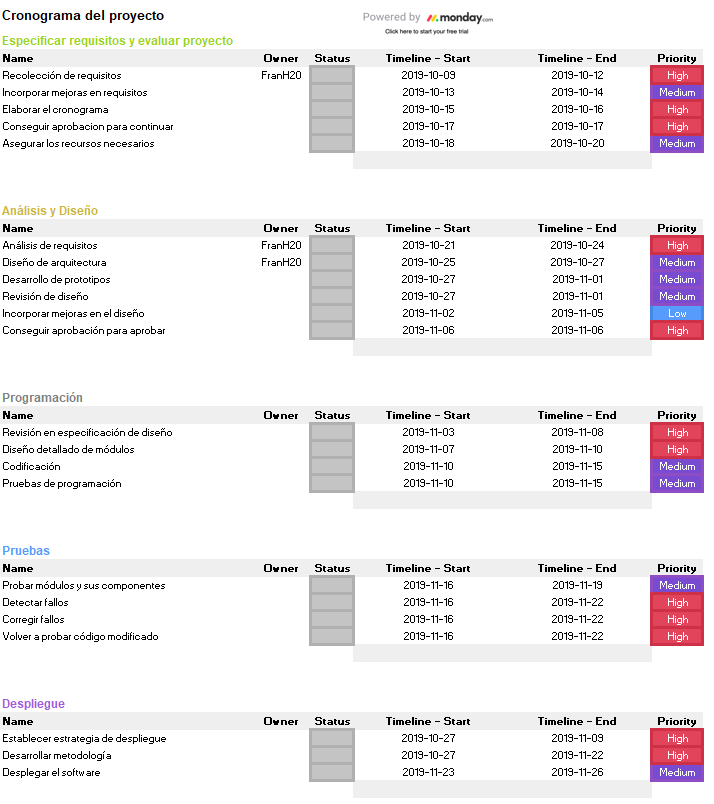 Cronograma del proyecto
Powered by monday.com
Click here to start your free trial
Especificar requisitos y evaluar proyecto
Name Owner Status Timeline - Start Timeline - End Priority
Recolección de requisitos FranH20 2019-10-09 2019-10-12 High
Incorporar mejoras en requisitos 2019-10-13 2019-10-14 Medium
Elaborar el cronograma 2019-10-15 2019-10-16 High
Conseguir aprobacion para continuar 2019-10-17 2019-10-17 High
Asegurar los recursos necesarios 2019-10-18 2019-10-20 Medium
Análisis y Diseño
Name Owner Status Timeline - Start Timeline - End Priority
Análisis de requisitos FranH20 2019-10-21 2019-10-24 High
Diseño de arquitectura FranH20 2019-10-25 2019-10-27 Medium
Desarrollo de prototipos 2019-10-27 2019-11-01 Medium
Revisión de diseño 2019-10-27 2019-11-01 Medium
Incorporar mejoras en el diseño 2019-11-02 2019-11-05 Low
Conseguir aprobación para aprobar 2019-11-06 2019-11-06 High
Programación
Name Owner Status Timeline - Start Timeline - End Priority
Revisión en especificación de diseño 2019-11-03 2019-11-08 High
Diseño detallado de módulos 2019-11-07 2019-11-10 High
Codificación 2019-11-10 2019-11-15 Medium
Pruebas de programación 2019-11-10 2019-11-15 Medium
Pruebas
Name Owner Status Timeline - Start Timeline - End Priority
Probar módulos y sus componentes 2019-11-16 2019-11-19 Medium
Detectar fallos 2019-11-16 2019-11-22 High
Corregir fallos 2019-11-16 2019-11-22 High
Volver a probar código modificado 2019-11-16 2019-11-22 High
Despliegue
Name Owner Status Timeline - Start Timeline - End Priority
Establecer estrategia de despliegue 2019-10-27 2019-11-09 High
Desarrollar metodología 2019-10-27 2019-11-22 High
Desplegar el software 2019-11-23 2019-11-26 Medium